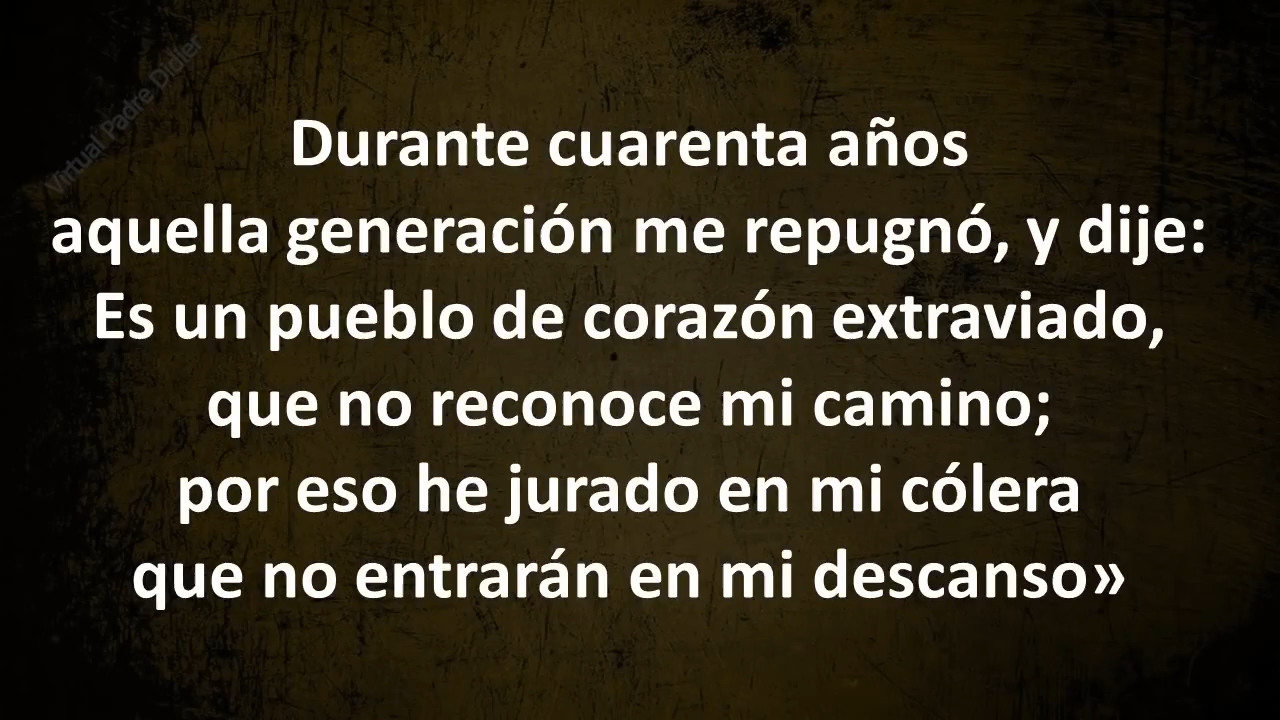 Virtual Padre Didier
Durante cuarenta años
aquella generación me repugnó, y dije:
Es un pueblo de corazón extraviado,
que no reconoce mi camino;
por eso he jurado en mi cólera
que no entrarán en mi descanso»